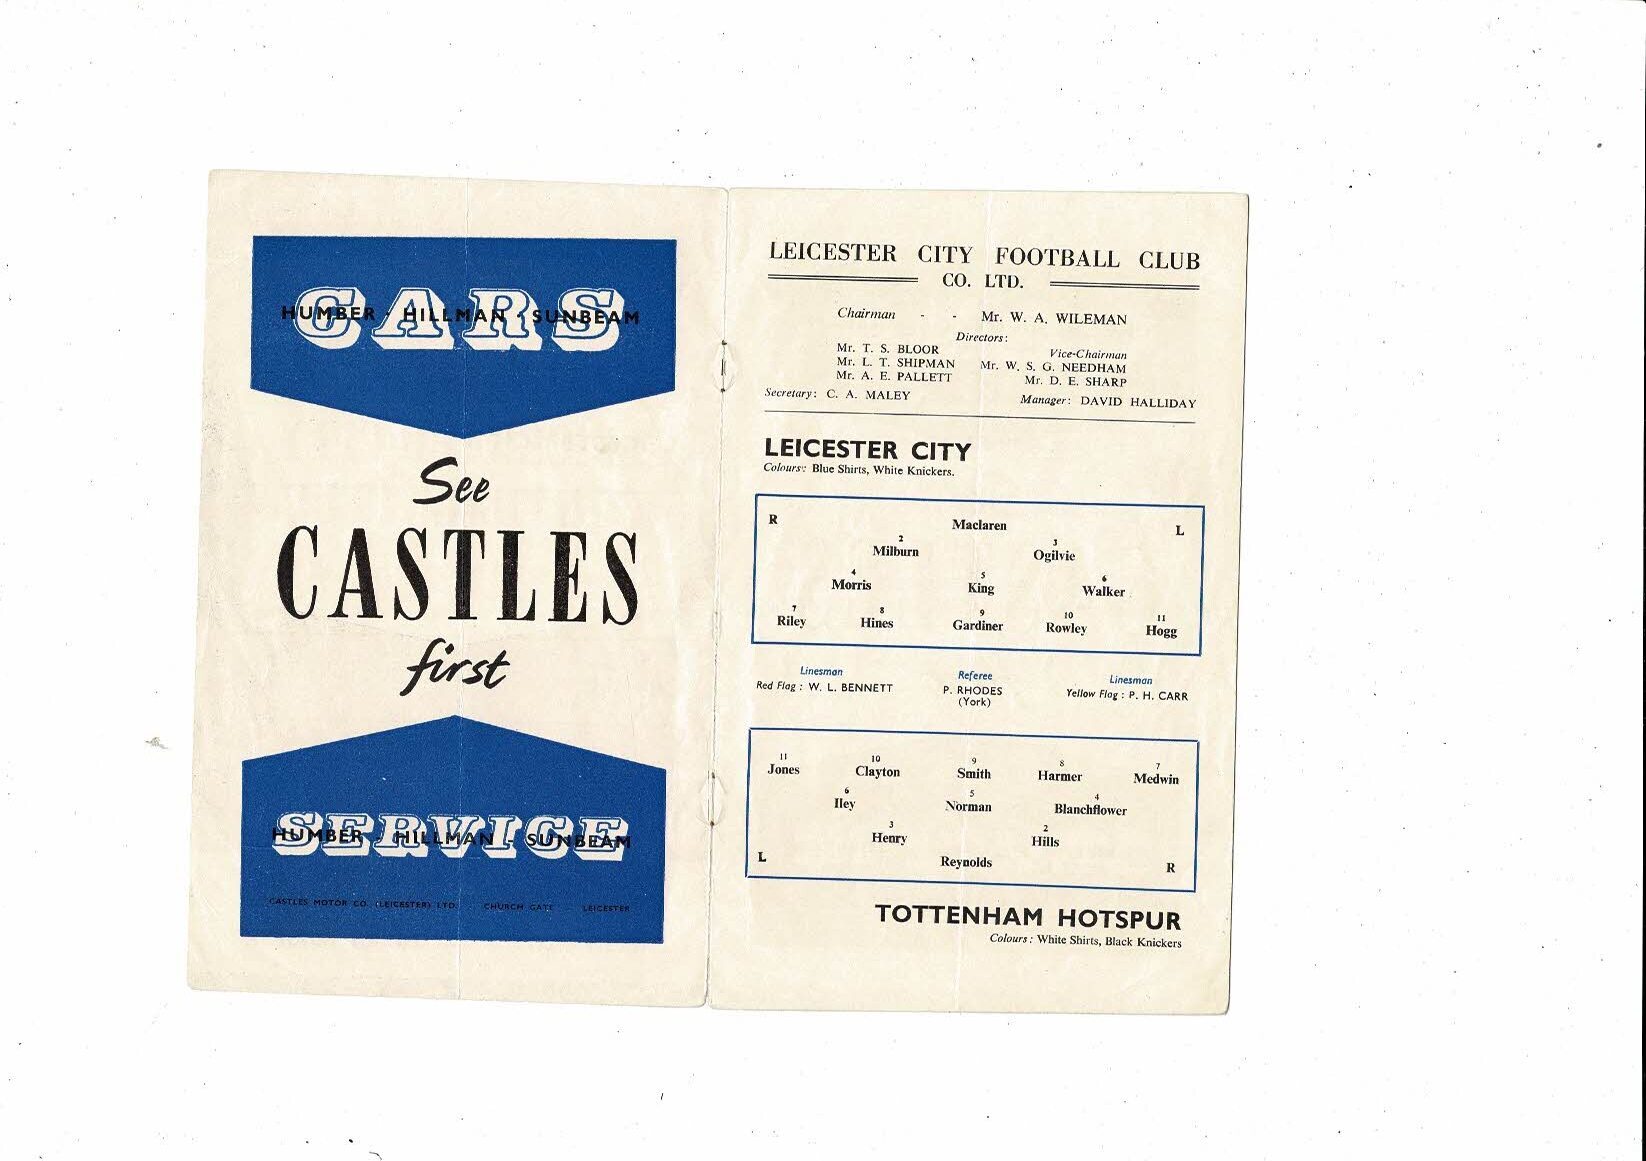 CARS
HUMBER - HILLMAN - SUNBEAM
See
CASTLES
first
SERVICE
HUMBER - HILLMAN - SUNBEAM
CASTLES MOTOR CO. (LEICESTER) LTD. - CHURCH GATE - LEICESTER
LEICESTER CITY FOOTBALL CLUB
CO. LTD.
Chairman - - Mr. W. A. WILEMAN
Directors:
Mr. T. S. BLOOR Vice-Chairman
Mr. L. T. SHIPMAN Mr. W. S. G. NEEDHAM
Mr. A. E. PALLETT Mr. D. E. SHARP
Secretary: C. A. MALEY Manager: DAVID HALLIDAY
LEICESTER CITY
Colours: Blue Shirts, White Knickers.
R Maclaren L
2 3
Milburn Ogilvie
4 5 6
Morris King Walker
7 8 9 10 11
Riley Hines Gardiner Rowley Hogg
Linesman Referee Linesman
Red Flag : W. L. BENNETT P. RHODES Yellow Flag : P. H. CARR
(York)
11 10 9 8 7
Jones Clayton Smith Harmer Medwin
6 5 4
Iley Norman Blanchflower
3 2
Henry Hills
L Reynolds R
TOTTENHAM HOTSPUR
Colours : White Shirts, Black Knickers